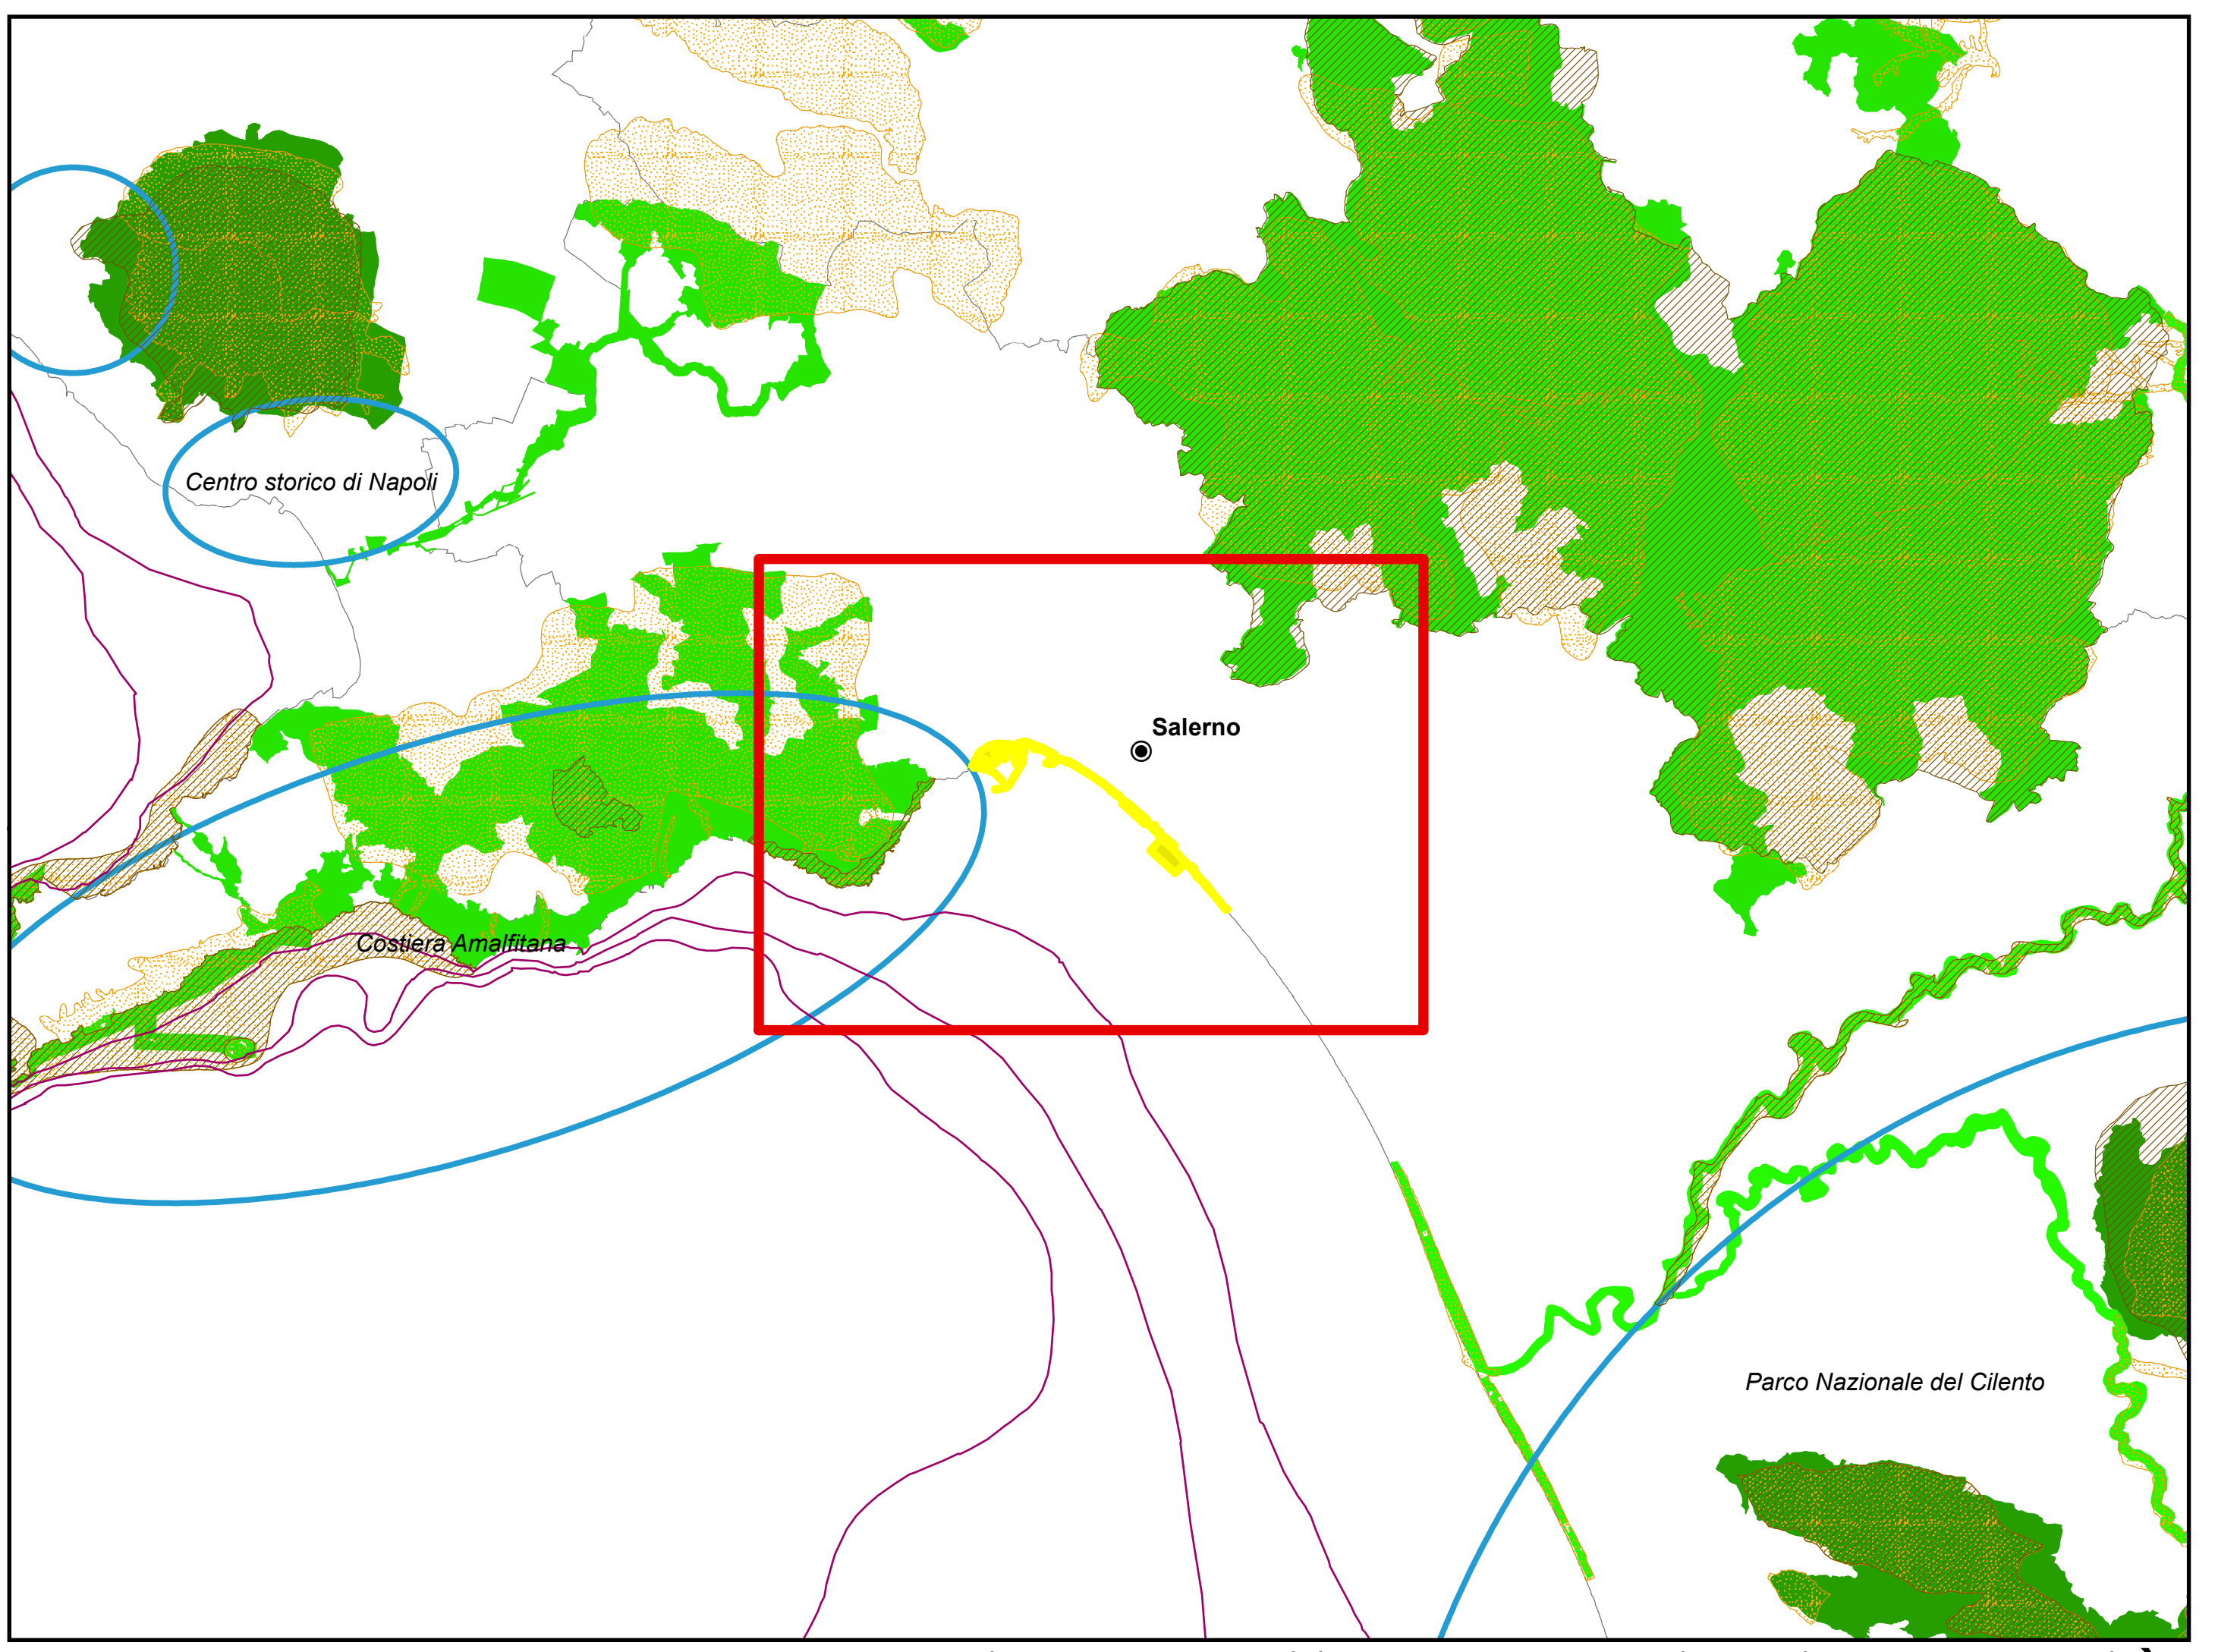 Centro storico di Napoli
Salerno
Costiera Amalfitana
Parco Nazionale del Cilento